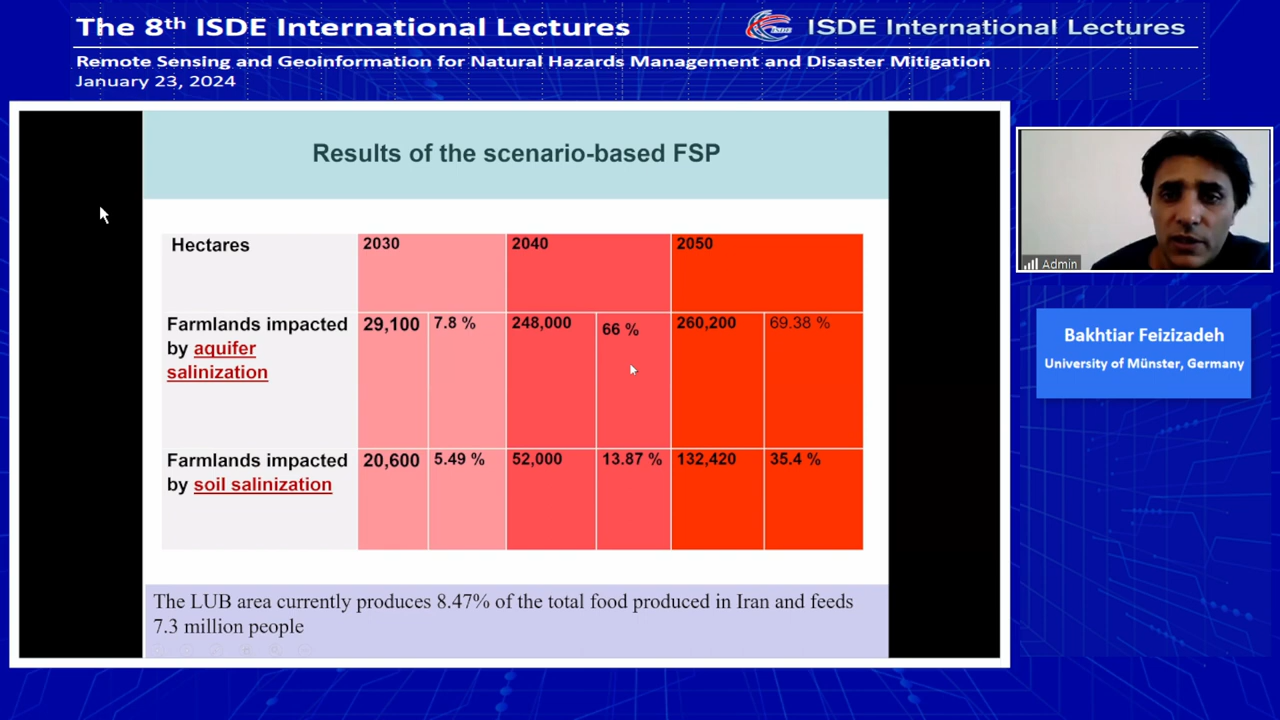 The 8th ISDE International Lectures
ISDE International Lectures
Remote Sensing and Geoinformation for Natural Hazards Management and Disaster Mitigation
January 23, 2024
Results of the scenario-based FSP
Hectares 2030 2040 2050
Farmlands impacted by aquifer salinization 29,100 7.8 % 248,000 66 % 260,200 69.38 %
Farmlands impacted by soil salinization 20,600 5.49 % 52,000 13.87 % 132,420 35.4 %
The LUB area currently produces 8.47% of the total food produced in Iran and feeds
7.3 million people
Admin
Bakhtiar Feizizadeh
University of Münster, Germany